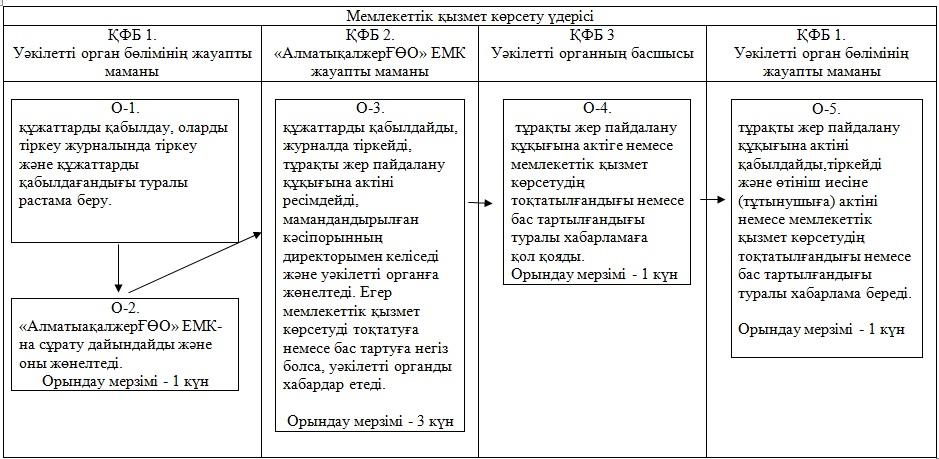 Мемлекеттік қызмет көрсету үдерісі
ҚФБ 1.
Уәкілетті орган бөлімінің жауапты
маманы
ҚФБ 2.
«АлматықалжерҒӨО» ЕМК
жауапты маманы
ҚФБ 3
Уәкілетті органның басшысы
ҚФБ 1.
Уәкілетті орган бөлімінің
жауапты маманы
О-1.
құжаттарды қабылдау, оларды
тіркеу журналында тіркеу
және құжаттарды
қабылдағандығы туралы
растама беру.
О-2.
«АлматыақалжерҒӨО» ЕМК-
на сұрату дайындайды және
оны жөнелтеді.
Орындау мерзімі - 1 күн
О-3.
құжаттарды қабылдайды,
журналда тіркейді,
тұрақты жер пайдалану
құқығына актіні
ресімдейді,
мамандандырылған
кәсіпорынның
директорымен келіседі
және уәкілетті органға
жөнелтеді. Егер
мемлекеттік қызмет
көрсетуді тоқтатуға
немесе бас тартуға негіз
болса, уәкілетті органды
хабардар етеді.
Орындау мерзімі - 3 күн
О-4.
тұрақты жер пайдалану
құқығына актіге немесе
мемлекеттік қызмет
көрсетудің
тоқтатылғандығы немесе
бас тартылғандығы
туралы хабарламаға
қол қояды.
Орындау мерзімі - 1 күн
О-5.
тұрақты жер пайдалану
құқығына актіні
қабылдайды,тіркейді
және өтініш иесіне
(тұтынушыға) актіні
немесе мемлекеттік
қызмет көрсетудің
тоқтатылғандығы немесе
бас тартылғандығы
туралы хабарлама береді.
Орындау мерзімі - 1 күн